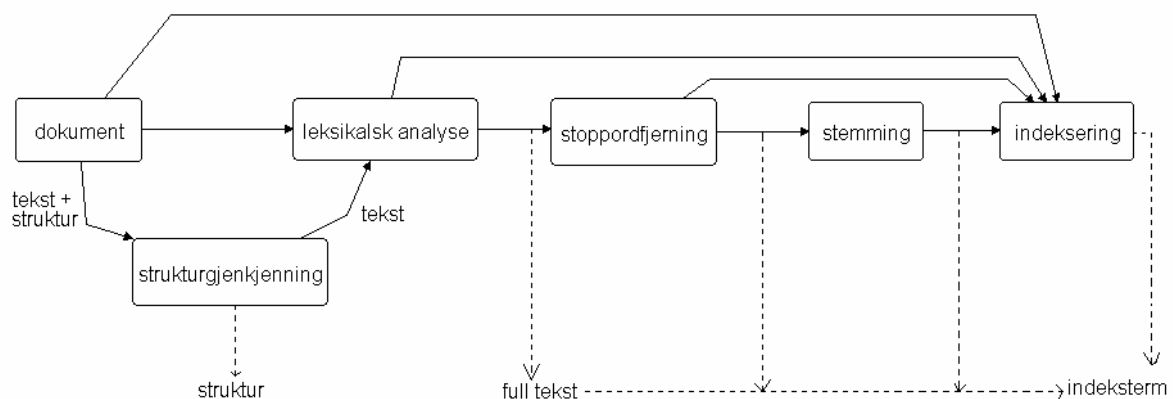 dokument
leksikalsk analyse
stoppordfjerning
stemming
indeksering
tekst +
struktur
tekst
strukturgjenkjenning
struktur
full tekst
indeksterm